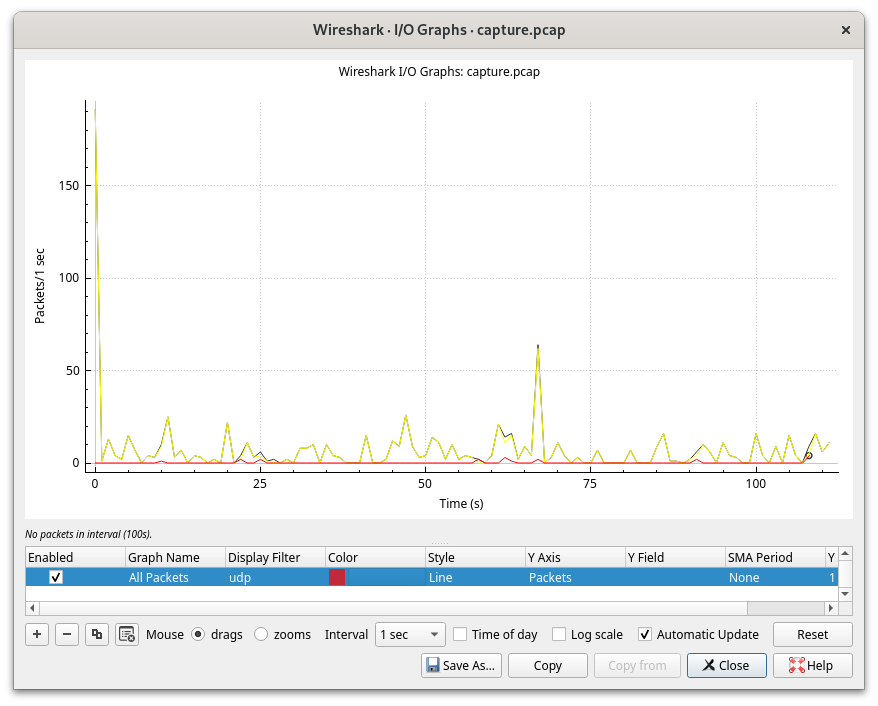 Wireshark · I/O Graphs · capture.pcap
Wireshark I/O Graphs: capture.pcap
150
100
50
0
Packets/1 sec
0 25 50 75 100
Time (s)
No packets in interval (100s).
Enabled Graph Name Display Filter Color Style Y Axis Y Field SMA Period Y
All Packets udp Line Packets None 1
Mouse drags zooms Interval 1 sec Time of day Log scale Automatic Update Reset
Save As... Copy Copy from Close Help